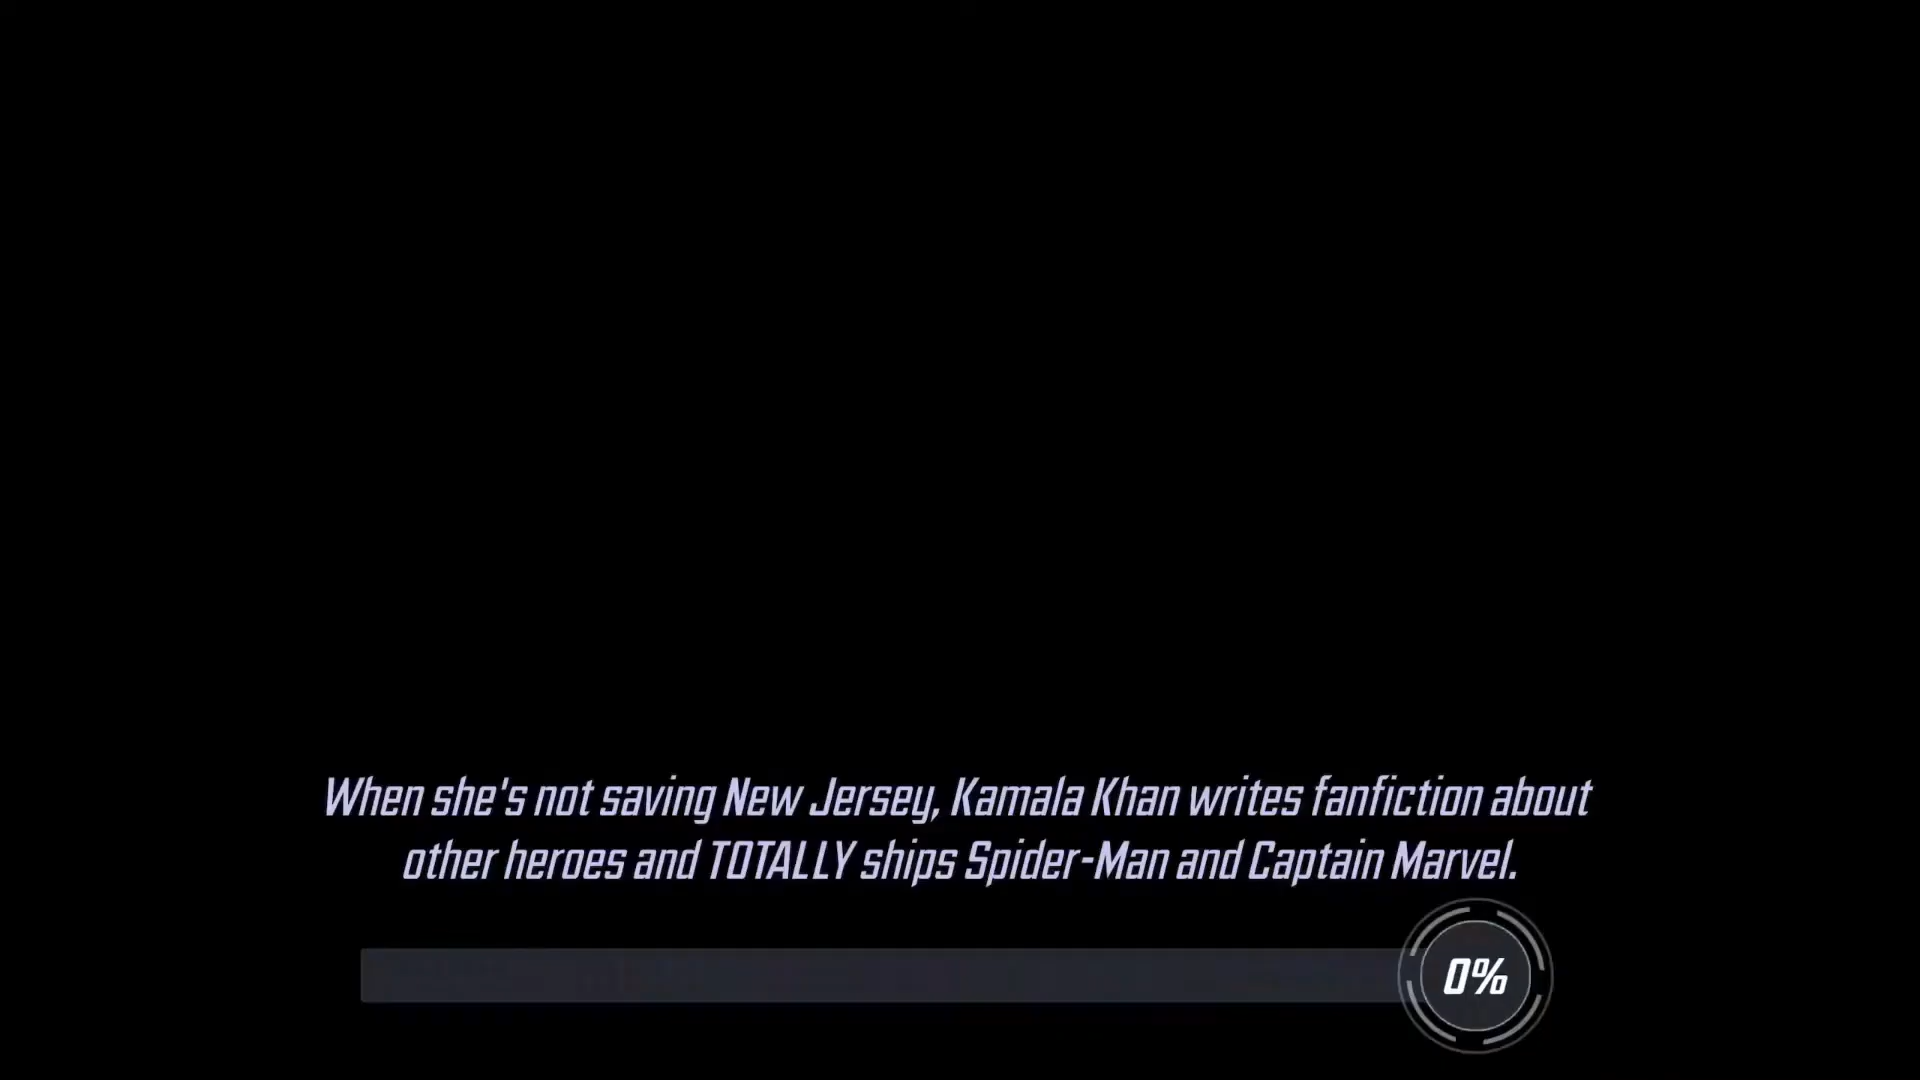 When she's not saving New Jersey, Kamala Khan writes fanfiction about
other heroes and TOTALLY ships Spider-Man and Captain Marvel.
0%